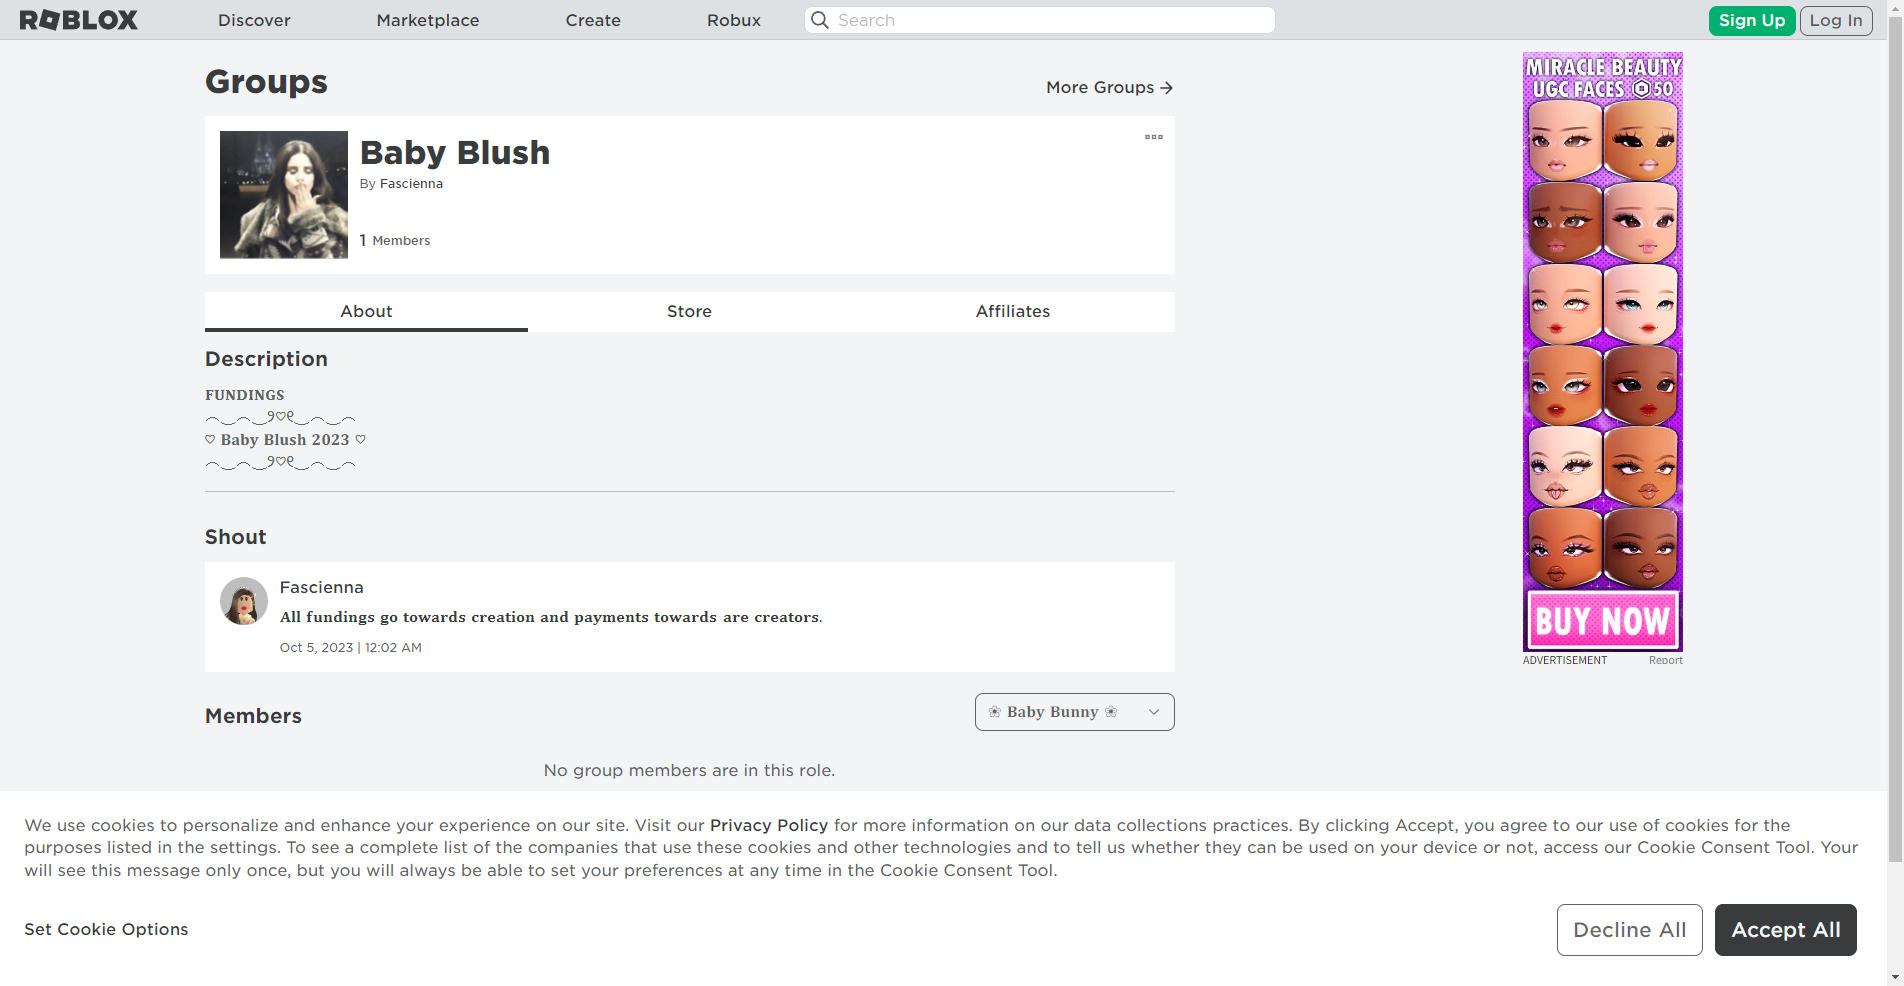 ROBLOX
Discover
Marketplace
Create
Robux
Search
Sign Up
Log In
Groups
More Groups →
Baby Blush
By Fascienna
1 Members
About
Store
Affiliates
Description
FUNDINGS
︵‿︵‿୨♡୧‿︵‿︵
♡ Baby Blush 2023 ♡
︵‿︵‿୨♡୧‿︵‿︵
Shout
Fascienna
All fundings go towards creation and payments towards are creators.
Oct 5, 2023 | 12:02 AM
Members
❀ Baby Bunny ❀
No group members are in this role.
MIRACLE BEAUTY
UGC FACES 50
BUY NOW
ADVERTISEMENT
Report
We use cookies to personalize and enhance your experience on our site. Visit our Privacy Policy for more information on our data collections practices. By clicking Accept, you agree to our use of cookies for the
purposes listed in the settings. To see a complete list of the companies that use these cookies and other technologies and to tell us whether they can be used on your device or not, access our Cookie Consent Tool. Your
will see this message only once, but you will always be able to set your preferences at any time in the Cookie Consent Tool.
Set Cookie Options
Decline All
Accept All